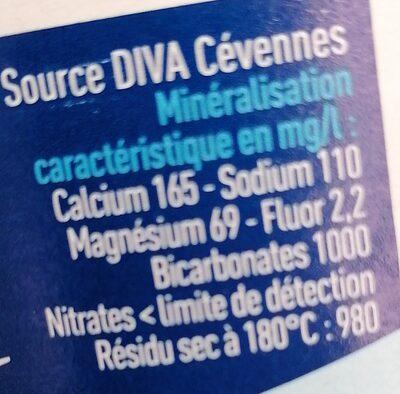 Source DIVA Cévennes
Minéralisation
caractéristique en mg/l :
Calcium 165 - Sodium 110
Magnésium 69 - Fluor 2,2
Bicarbonates 1000
Nitrates < limite de détection
Résidu sec à 180°C : 980